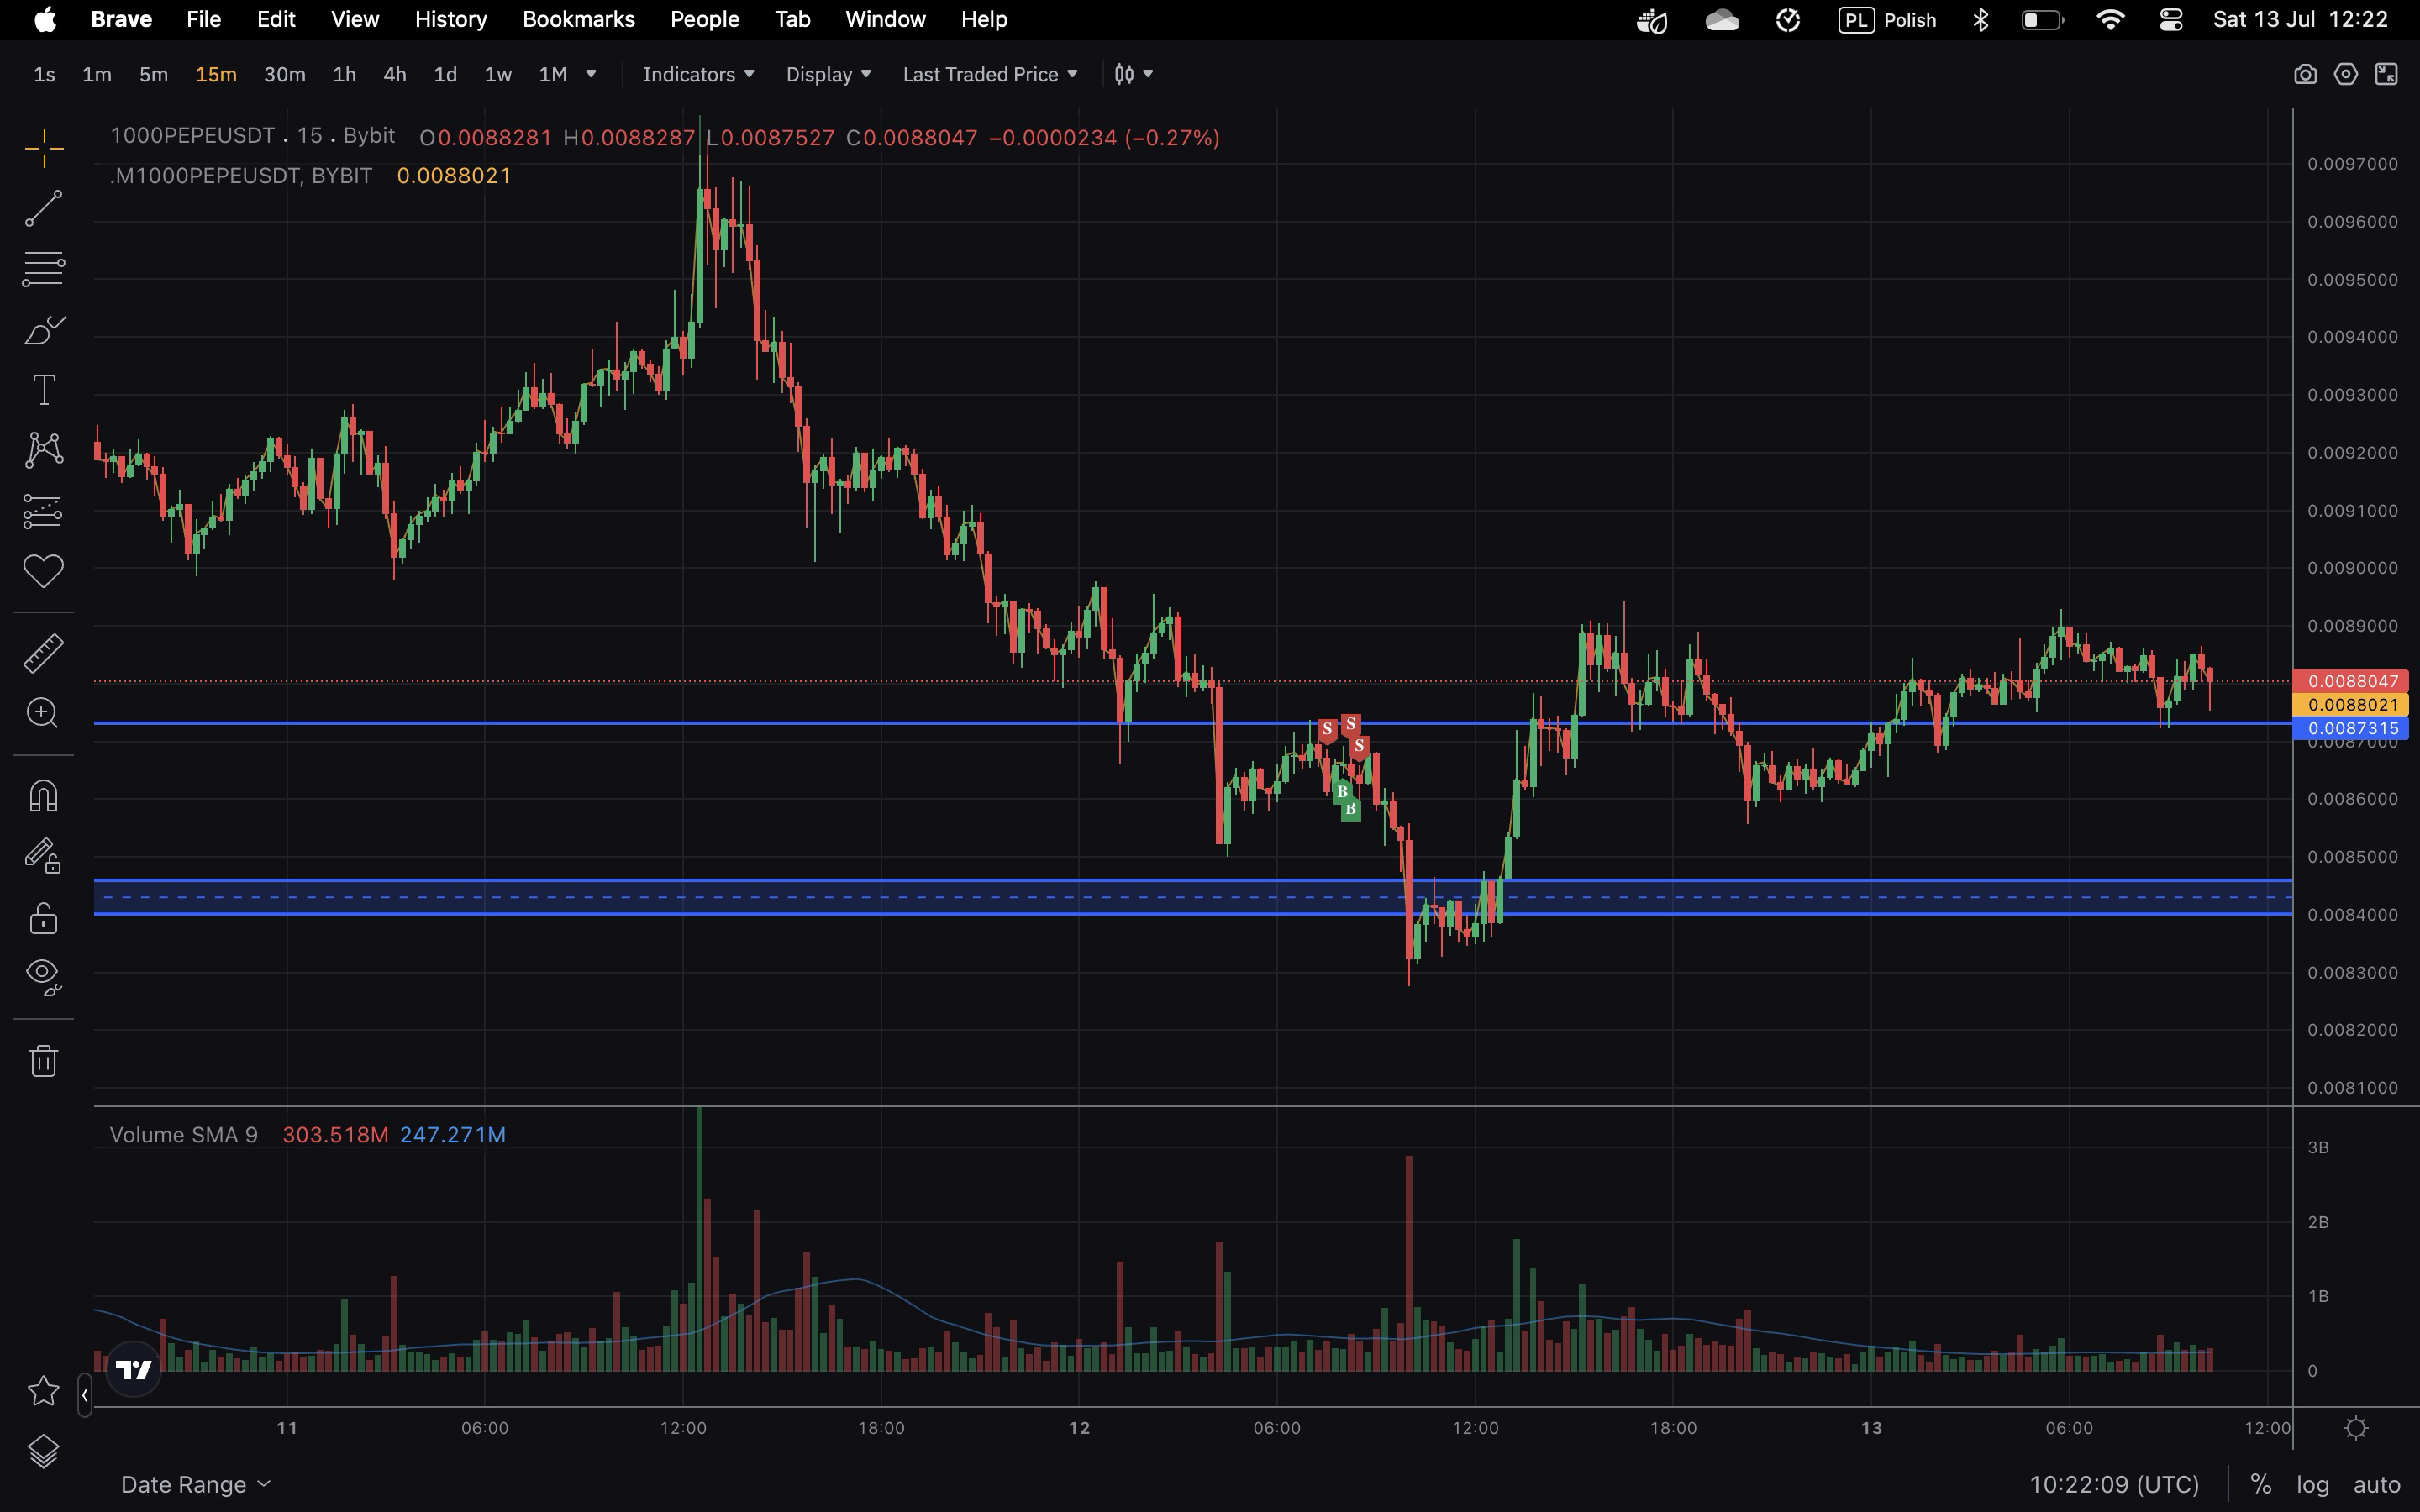 Brave File Edit View History Bookmarks People Tab Window Help PL Polish Sat 13 Jul 12:22
1s 1m 5m 15m 30m 1h 4h 1d 1w 1M Indicators Display Last Traded Price
1000PEPEUSDT . 15 . Bybit O0.0088281 H0.0088287 L0.0087527 C0.0088047 −0.0000234 (−0.27%)
.M1000PEPEUSDT, BYBIT 0.0088021
0.0097000
0.0096000
0.0095000
0.0094000
0.0093000
0.0092000
0.0091000
0.0090000
0.0089000
0.0088047
0.0088021
0.0087315
0.0087000
0.0086000
0.0085000
0.0084000
0.0083000
0.0082000
0.0081000
S S
S
B
B
Volume SMA 9 303.518M 247.271M
3B
2B
1B
0
11 06:00 12:00 18:00 12 06:00 12:00 18:00 13 06:00 12:00
Date Range 10:22:09 (UTC) % log auto